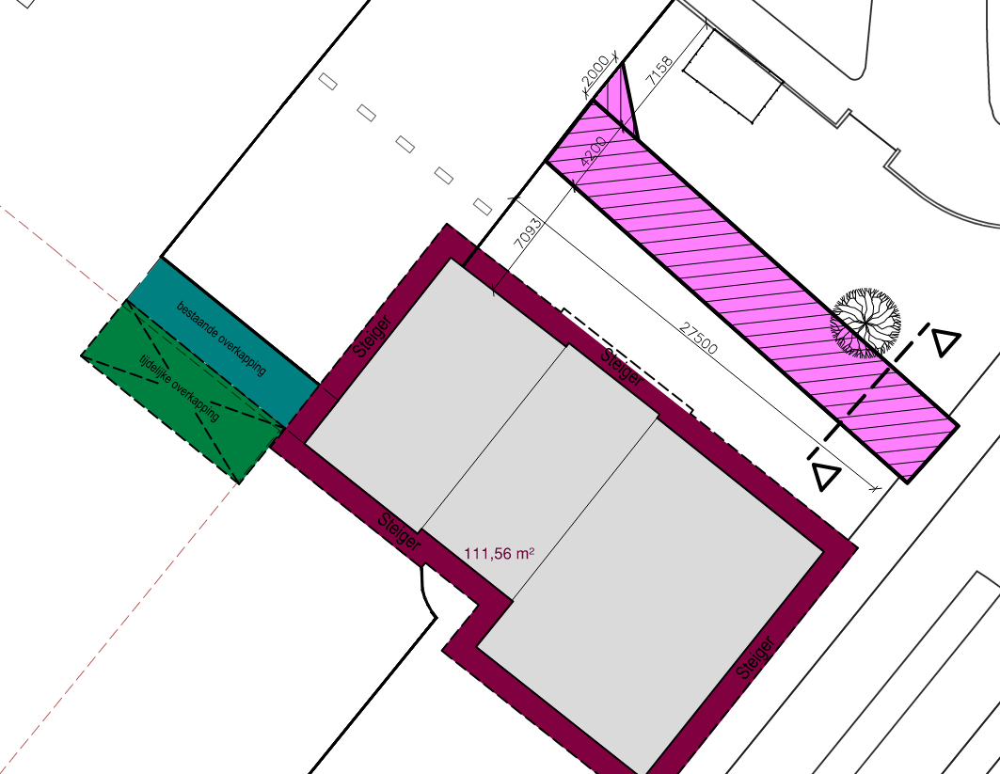 2000
7158
4200
7093
27500
bestaande overkapping
tijdelijke overkapping
Steiger
Steiger
Steiger
111,56 m²
Steiger